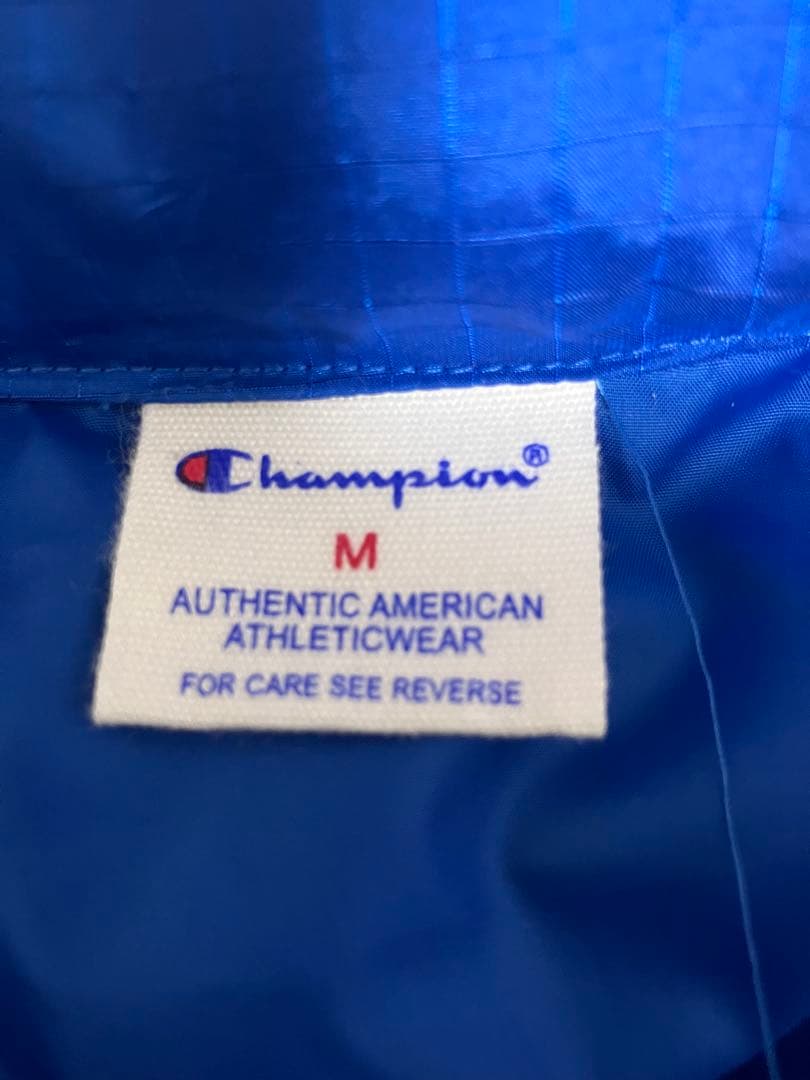 Champion®
M
AUTHENTIC AMERICAN
ATHLETICWEAR
FOR CARE SEE REVERSE